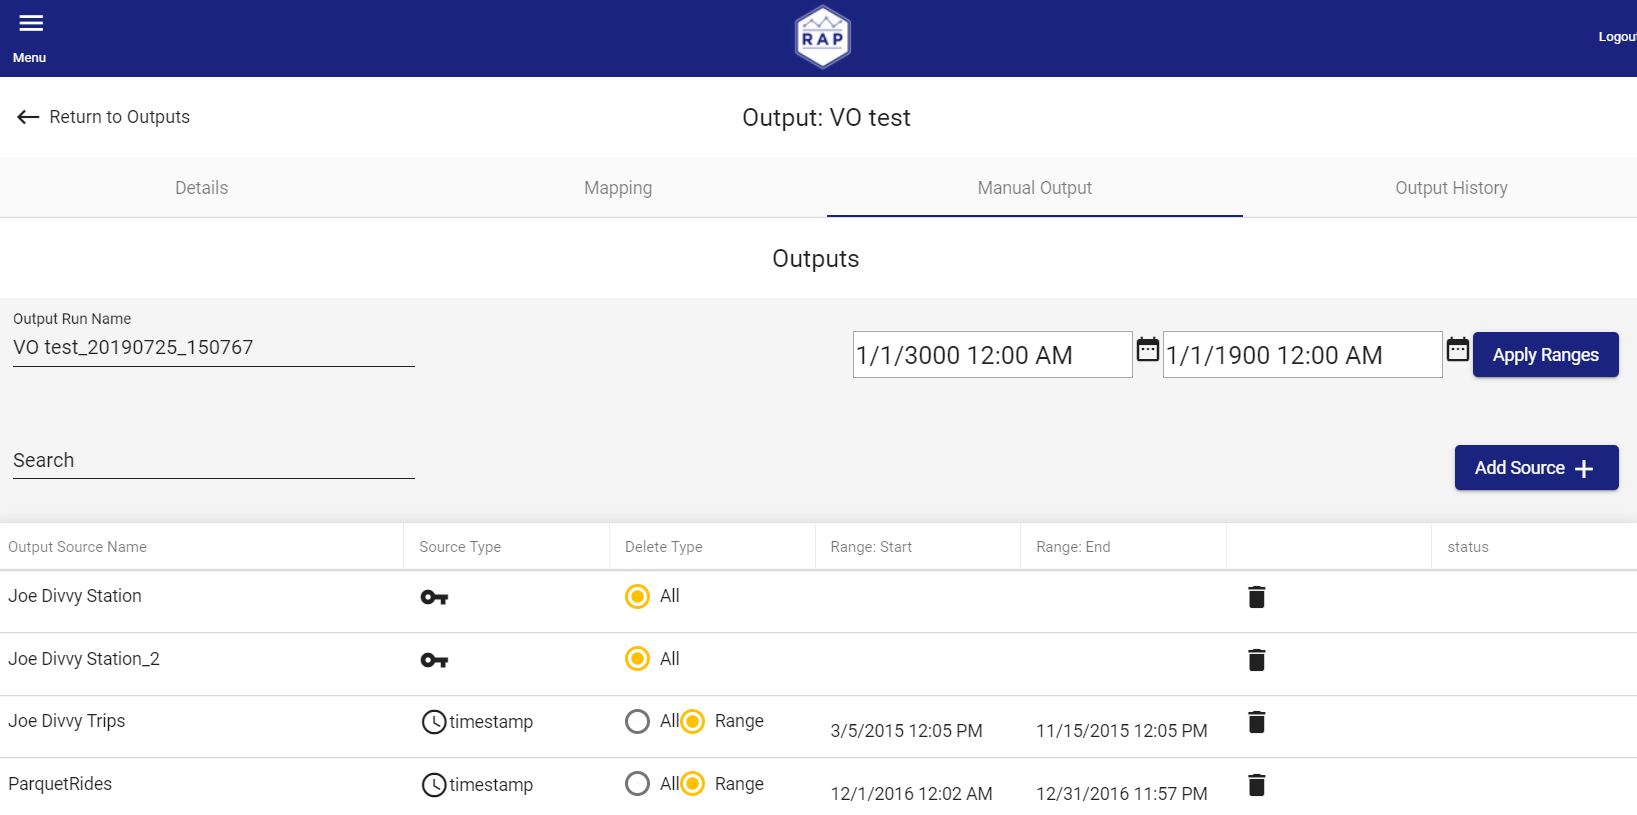 Menu
RAP
Logout
Return to Outputs
Output: VO test
Details Mapping Manual Output Output History
Outputs
Output Run Name
VO test_20190725_150767
1/1/3000 12:00 AM 1/1/1900 12:00 AM Apply Ranges
Search
Add Source +
Output Source Name Source Type Delete Type Range: Start Range: End status
Joe Divvy Station All
Joe Divvy Station_2 All
Joe Divvy Trips timestamp All Range 3/5/2015 12:05 PM 11/15/2015 12:05 PM
ParquetRides timestamp All Range 12/1/2016 12:02 AM 12/31/2016 11:57 PM